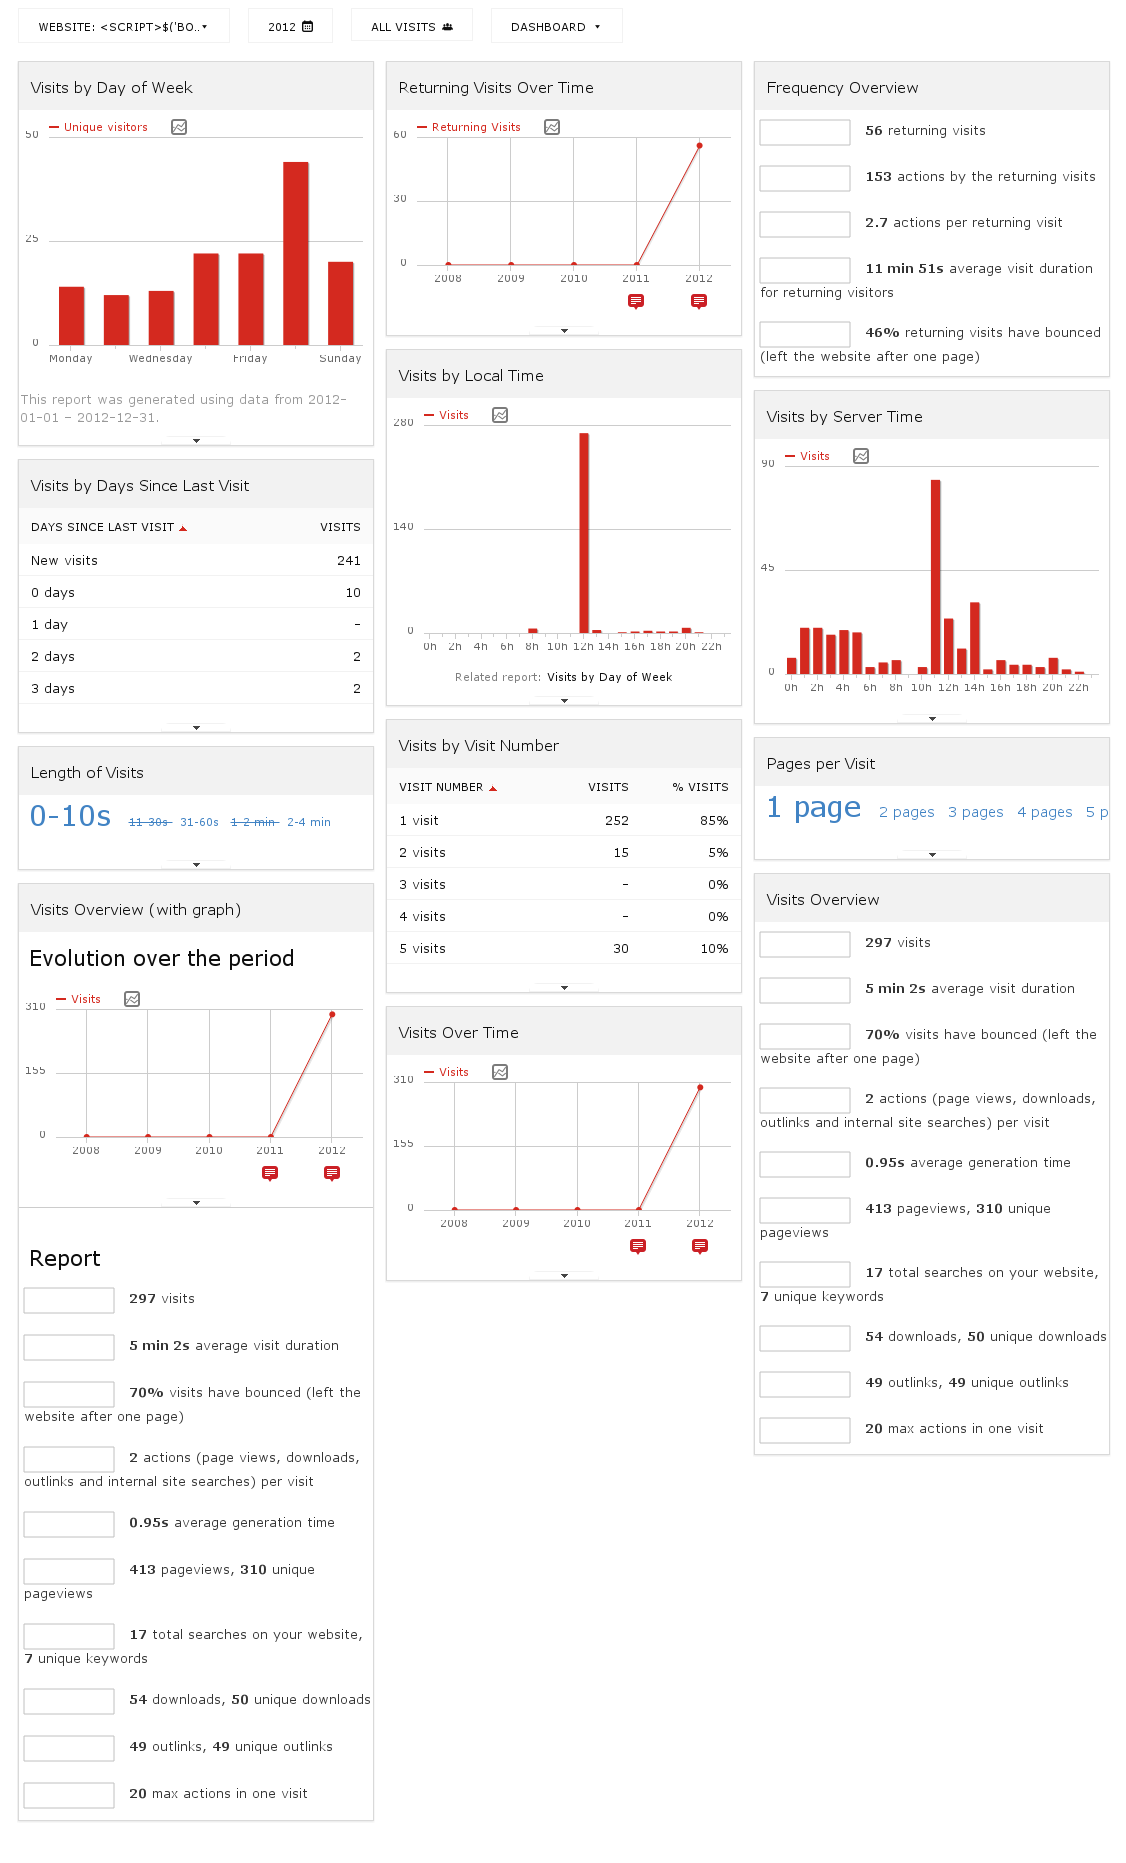 WEBSITE: <SCRIPT>$('BO..
2012
ALL VISITS
DASHBOARD
Visits by Day of Week
Unique visitors
50
25
0
Monday Wednesday Friday Sunday
This report was generated using data from 2012-
01-01 - 2012-12-31.
Visits by Days Since Last Visit
DAYS SINCE LAST VISIT VISITS
New visits 241
0 days 10
1 day -
2 days 2
3 days 2
Length of Visits
0-10s 11-30s 31-60s 1-2 min 2-4 min
Visits Overview (with graph)
Evolution over the period
Visits
310
155
0
2008 2009 2010 2011 2012
Report
297 visits
5 min 2s average visit duration
70% visits have bounced (left the
website after one page)
2 actions (page views, downloads,
outlinks and internal site searches) per visit
0.95s average generation time
413 pageviews, 310 unique
pageviews
17 total searches on your website,
7 unique keywords
54 downloads, 50 unique downloads
49 outlinks, 49 unique outlinks
20 max actions in one visit
Returning Visits Over Time
Returning Visits
60
30
0
2008 2009 2010 2011 2012
Visits by Local Time
Visits
280
140
0
0h 2h 4h 6h 8h 10h 12h 14h 16h 18h 20h 22h
Related report: Visits by Day of Week
Visits by Visit Number
VISIT NUMBER VISITS % VISITS
1 visit 252 85%
2 visits 15 5%
3 visits - 0%
4 visits - 0%
5 visits 30 10%
Visits Over Time
Visits
310
155
0
2008 2009 2010 2011 2012
Frequency Overview
56 returning visits
153 actions by the returning visits
2.7 actions per returning visit
11 min 51s average visit duration
for returning visitors
46% returning visits have bounced
(left the website after one page)
Visits by Server Time
Visits
90
45
0
0h 2h 4h 6h 8h 10h 12h 14h 16h 18h 20h 22h
Pages per Visit
1 page 2 pages 3 pages 4 pages 5 p
Visits Overview
297 visits
5 min 2s average visit duration
70% visits have bounced (left the
website after one page)
2 actions (page views, downloads,
outlinks and internal site searches) per visit
0.95s average generation time
413 pageviews, 310 unique
pageviews
17 total searches on your website,
7 unique keywords
54 downloads, 50 unique downloads
49 outlinks, 49 unique outlinks
20 max actions in one visit